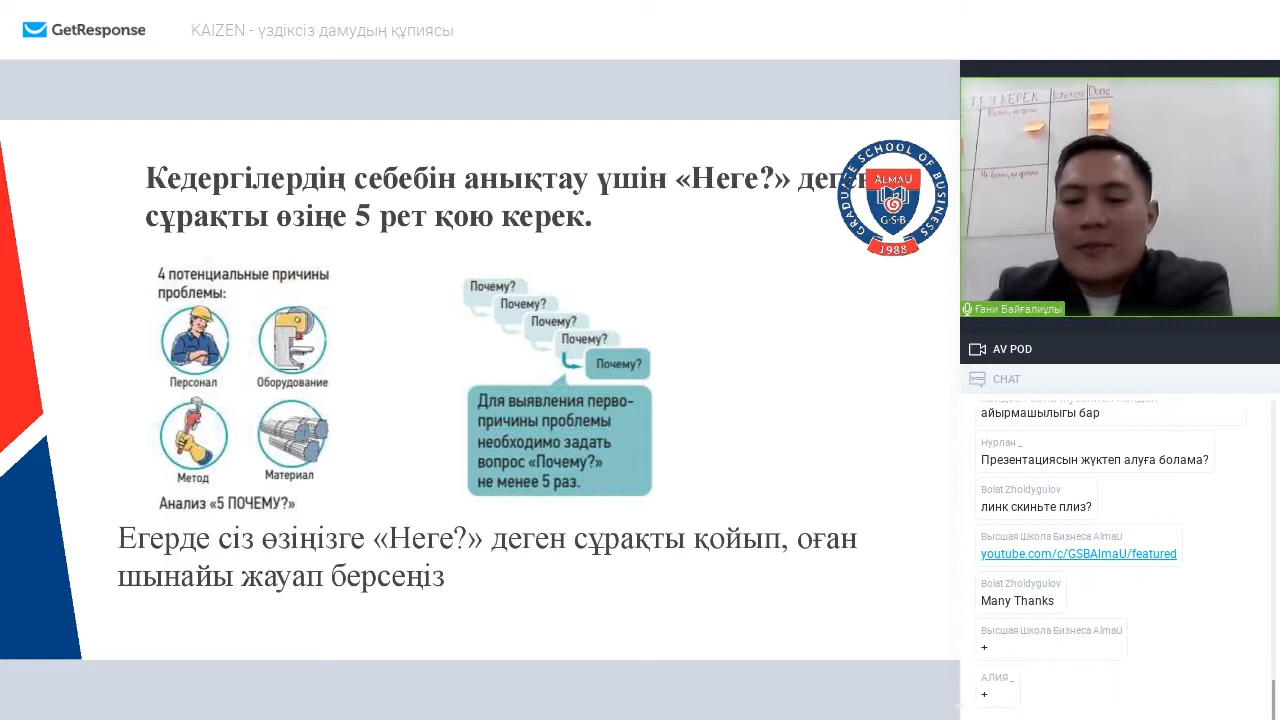 GetResponse
KAIZEN - үздіксіз дамудың құпиясы
Кедергілердің себебін анықтау үшін «Неге?» деген
сұрақты өзіңе 5 рет қою керек.
GRADUATE SCHOOL OF BUSINESS
ALMAU
G·S·B
1988
4 потенциальные причины
проблемы:
Персонал
Оборудование
Метод
Материал
Анализ «5 ПОЧЕМУ?»
Почему?
Почему?
Почему?
Почему?
Почему?
Для выявления перво-
причины проблемы
необходимо задать
вопрос «Почему?»
не менее 5 раз.
Егерде сіз өзіңізге «Неге?» деген сұрақты қойып, оған
шынайы жауап берсеңіз
КЕРЕК
Done
Ғани Байғалиұлы
AV POD
CHAT
айырмашылыгы бар
Нурлан _
Презентациясын жүктеп алуға болама?
Bolat Zholdygulov
линк скиньте плиз?
Высшая Школа Бизнеса AlmaU
youtube.com/c/GSBAlmaU/featured
Bolat Zholdygulov
Many Thanks
Высшая Школа Бизнеса AlmaU
+
АЛИЯ _
+